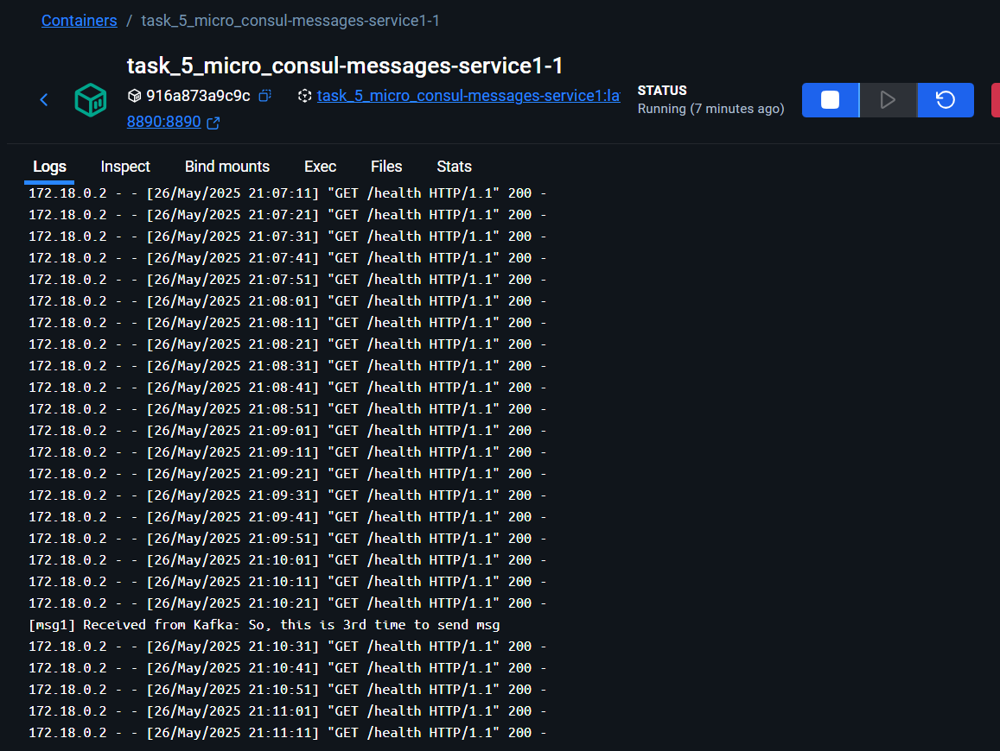 Containers / task_5_micro_consul-messages-service1-1
task_5_micro_consul-messages-service1-1
916a873a9c9c task_5_micro_consul-messages-service1:la
8890:8890
STATUS
Running (7 minutes ago)
Logs Inspect Bind mounts Exec Files Stats
172.18.0.2 - - [26/May/2025 21:07:11] "GET /health HTTP/1.1" 200 -
172.18.0.2 - - [26/May/2025 21:07:21] "GET /health HTTP/1.1" 200 -
172.18.0.2 - - [26/May/2025 21:07:31] "GET /health HTTP/1.1" 200 -
172.18.0.2 - - [26/May/2025 21:07:41] "GET /health HTTP/1.1" 200 -
172.18.0.2 - - [26/May/2025 21:07:51] "GET /health HTTP/1.1" 200 -
172.18.0.2 - - [26/May/2025 21:08:01] "GET /health HTTP/1.1" 200 -
172.18.0.2 - - [26/May/2025 21:08:11] "GET /health HTTP/1.1" 200 -
172.18.0.2 - - [26/May/2025 21:08:21] "GET /health HTTP/1.1" 200 -
172.18.0.2 - - [26/May/2025 21:08:31] "GET /health HTTP/1.1" 200 -
172.18.0.2 - - [26/May/2025 21:08:41] "GET /health HTTP/1.1" 200 -
172.18.0.2 - - [26/May/2025 21:08:51] "GET /health HTTP/1.1" 200 -
172.18.0.2 - - [26/May/2025 21:09:01] "GET /health HTTP/1.1" 200 -
172.18.0.2 - - [26/May/2025 21:09:11] "GET /health HTTP/1.1" 200 -
172.18.0.2 - - [26/May/2025 21:09:21] "GET /health HTTP/1.1" 200 -
172.18.0.2 - - [26/May/2025 21:09:31] "GET /health HTTP/1.1" 200 -
172.18.0.2 - - [26/May/2025 21:09:41] "GET /health HTTP/1.1" 200 -
172.18.0.2 - - [26/May/2025 21:09:51] "GET /health HTTP/1.1" 200 -
172.18.0.2 - - [26/May/2025 21:10:01] "GET /health HTTP/1.1" 200 -
172.18.0.2 - - [26/May/2025 21:10:11] "GET /health HTTP/1.1" 200 -
172.18.0.2 - - [26/May/2025 21:10:21] "GET /health HTTP/1.1" 200 -
[msg1] Received from Kafka: So, this is 3rd time to send msg
172.18.0.2 - - [26/May/2025 21:10:31] "GET /health HTTP/1.1" 200 -
172.18.0.2 - - [26/May/2025 21:10:41] "GET /health HTTP/1.1" 200 -
172.18.0.2 - - [26/May/2025 21:10:51] "GET /health HTTP/1.1" 200 -
172.18.0.2 - - [26/May/2025 21:11:01] "GET /health HTTP/1.1" 200 -
172.18.0.2 - - [26/May/2025 21:11:11] "GET /health HTTP/1.1" 200 -